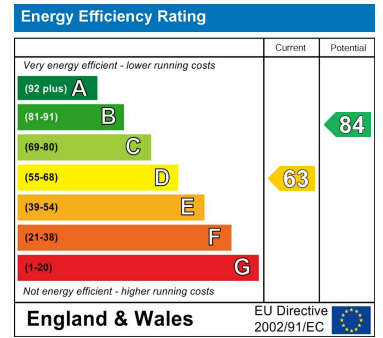 Energy Efficiency Rating
Current Potential
Very energy efficient - lower running costs
(92 plus) A
(81-91) B
84
(69-80) C
(55-68) D
63
(39-54) E
(21-38) F
(1-20) G
Not energy efficient - higher running costs
England & Wales
EU Directive
2002/91/EC